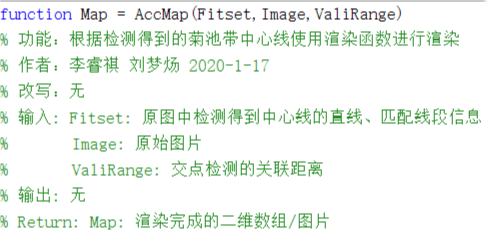 function Map = AccMap(Fitset,Image,ValiRange)
% 功能：根据检测得到的菊池带中心线使用渲染函数进行渲染
% 作者：李睿祺 刘梦炀 2020-1-17
% 改写：无
% 输入：Fitset: 原图中检测得到中心线的直线、匹配线段信息
% Image: 原始图片
% ValiRange: 交点检测的关联距离
% 输出：无
% Return: Map: 渲染完成的二维数组/图片